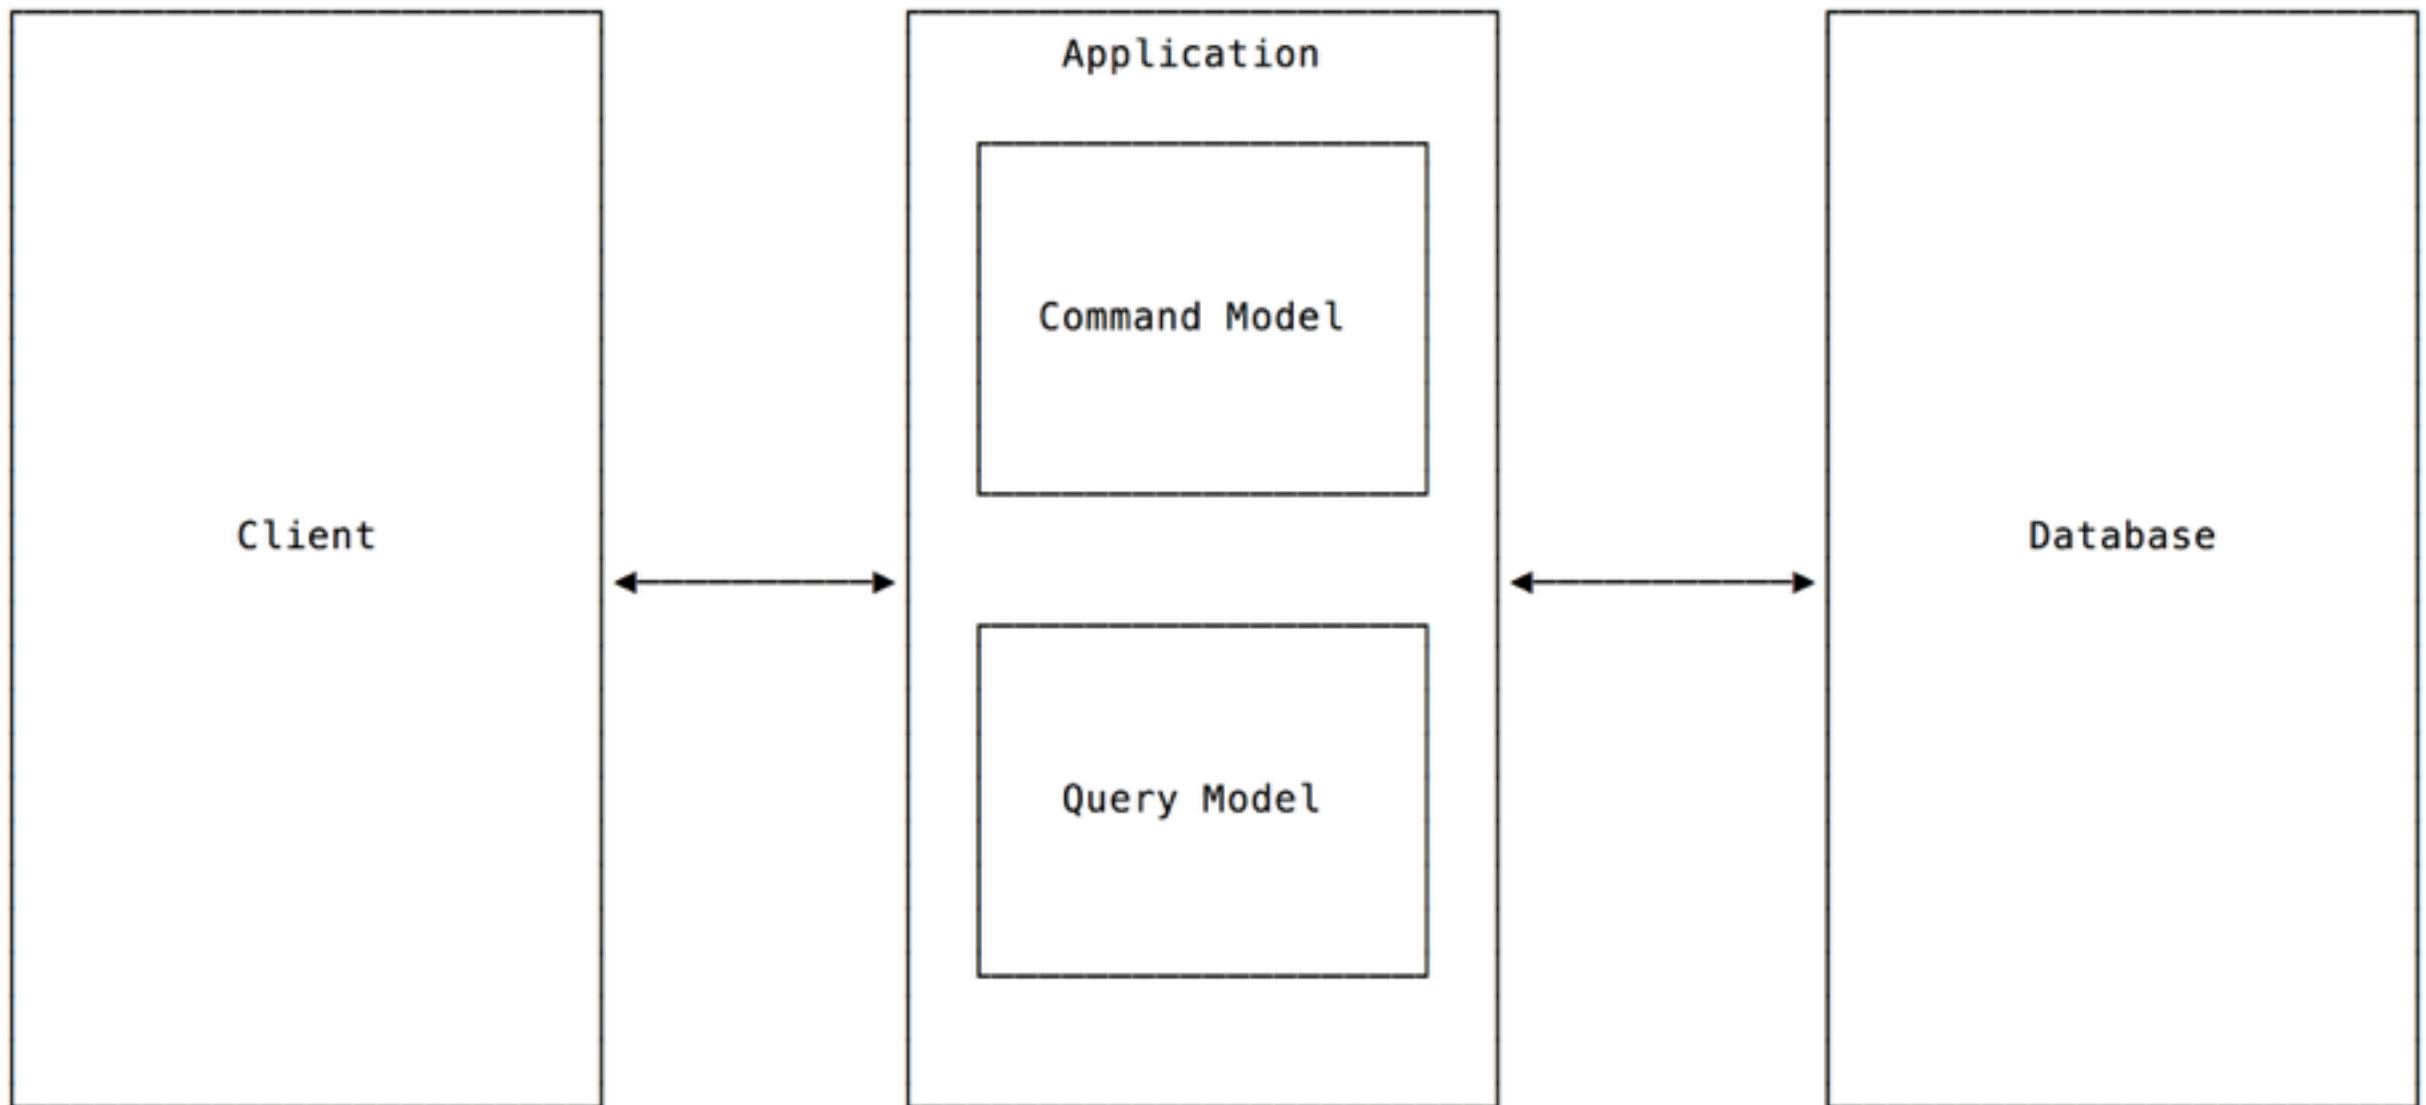 Application
Command Model
Client
Database
Query Model